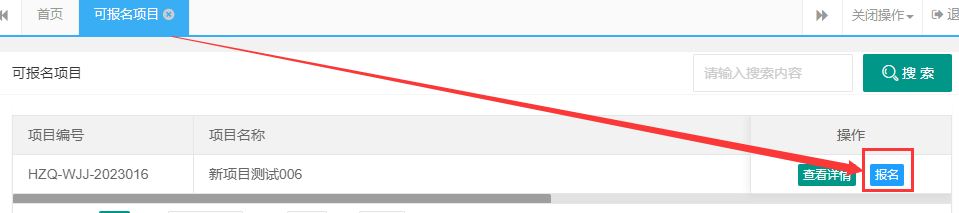 首页 可报名项目 关闭操作 退
可报名项目 请输入搜索内容 搜 索
项目编号 项目名称 操作
HZQ-WJJ-2023016 新项目测试006 查看详情 报名